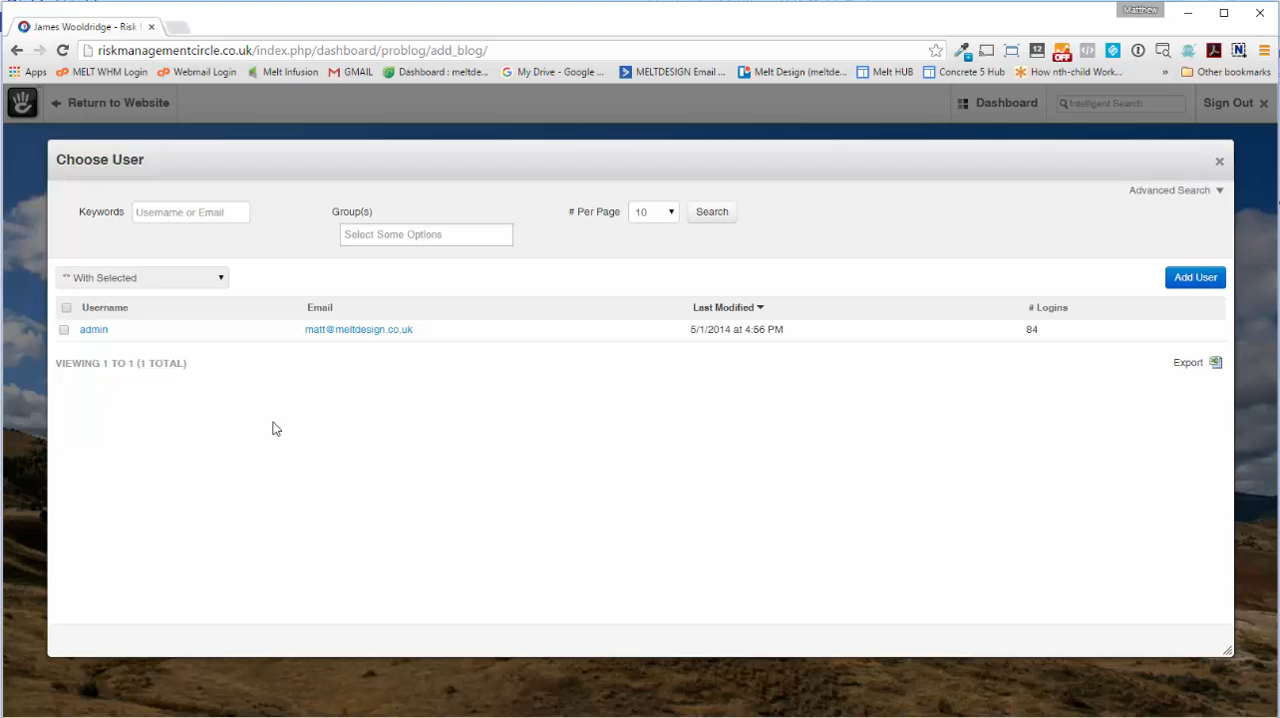 Matthew
James Wooldridge - Risk
riskmanagementcircle.co.uk/index.php/dashboard/problog/add_blog/
12
OFF
Apps MELT WHM Login Webmail Login Melt Infusion GMAIL Dashboard : meltde... My Drive - Google ... MELTDESIGN Email ... Melt Design (meltde... Melt HUB Concrete 5 Hub How nth-child Work... » Other bookmarks
Return to Website Dashboard Intelligent Search Sign Out
Choose User
Advanced Search
Keywords Username or Email Group(s) # Per Page 10 Search
Select Some Options
** With Selected Add User
Username Email Last Modified # Logins
admin matt@meltdesign.co.uk 5/1/2014 at 4:56 PM 84
VIEWING 1 TO 1 (1 TOTAL) Export